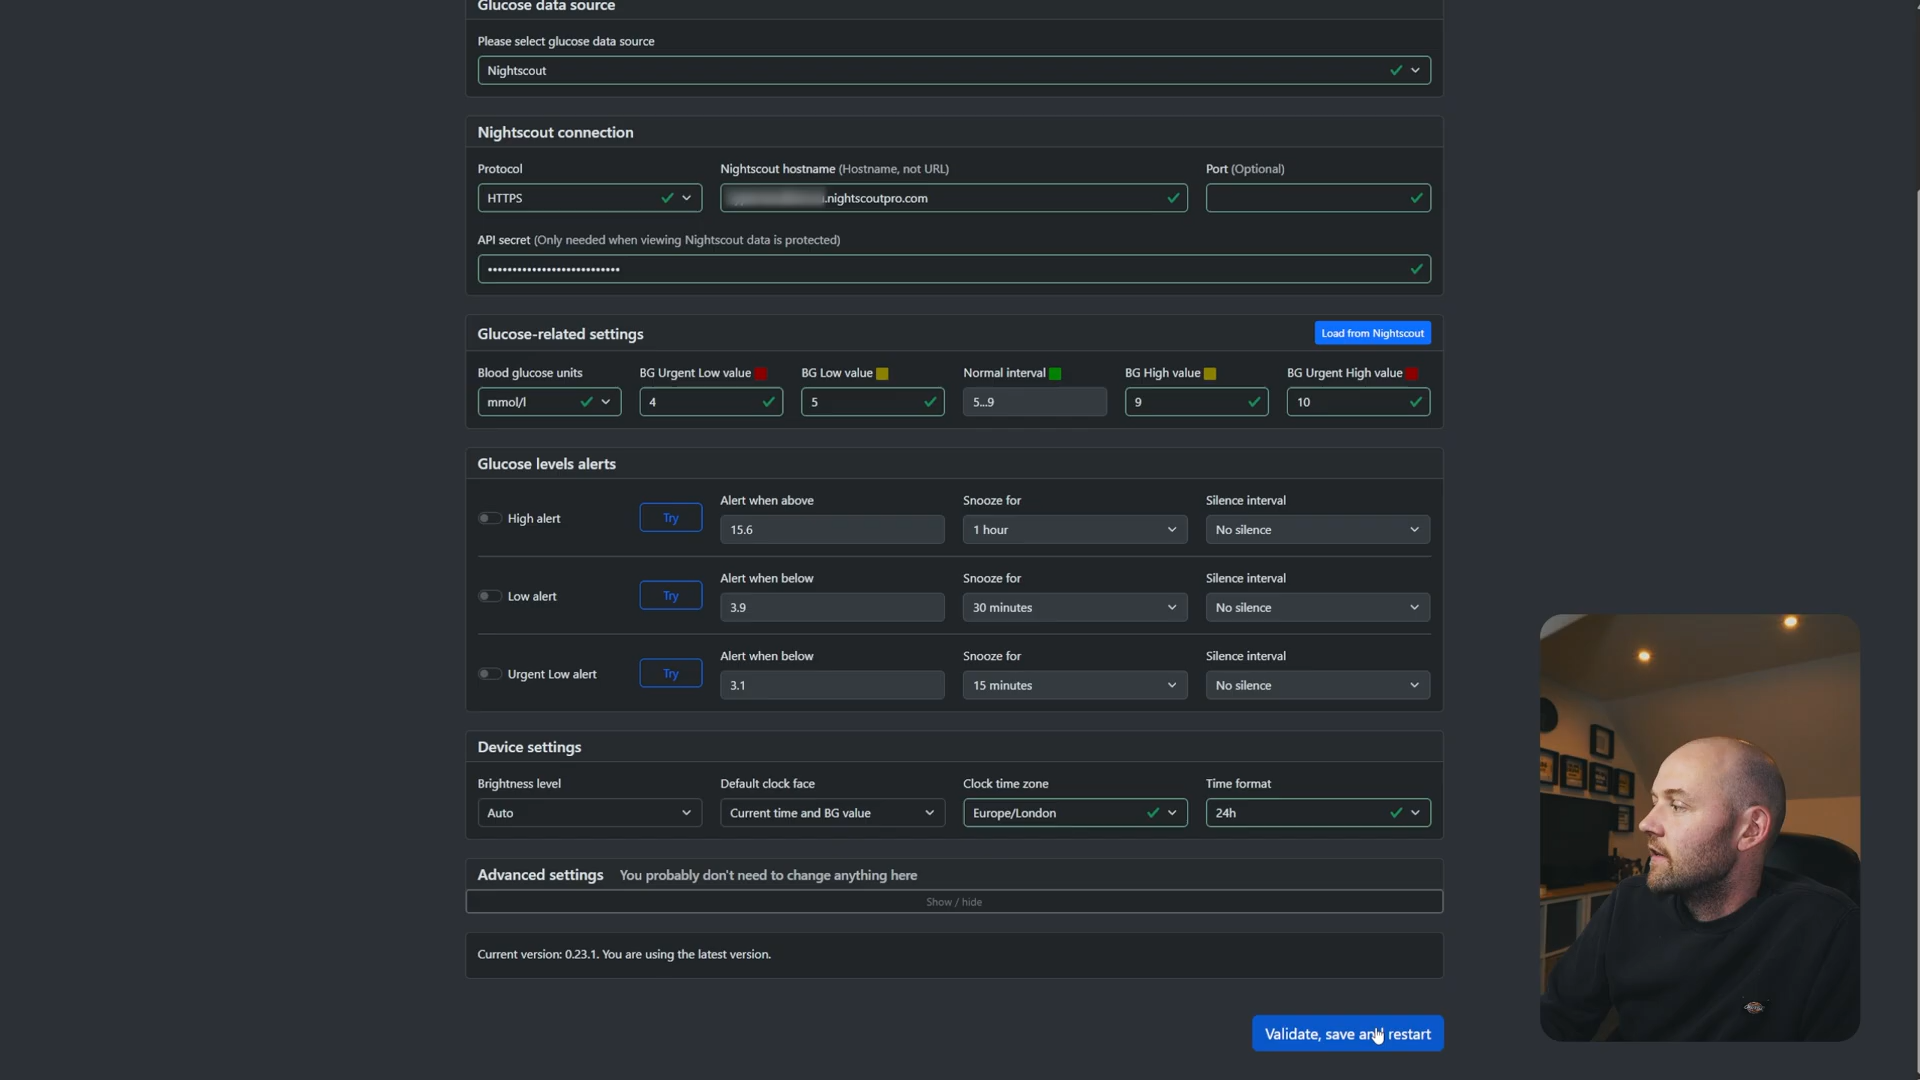 Glucose data source
Please select glucose data source
Nightscout
Nightscout connection
Protocol
Nightscout hostname (Hostname, not URL)
Port (Optional)
HTTPS
.nightscoutpro.com
API secret (Only needed when viewing Nightscout data is protected)
•••••••••••••••••••••••••••
Glucose-related settings
Load from Nightscout
Blood glucose units
BG Urgent Low value
BG Low value
Normal interval
BG High value
BG Urgent High value
mmol/l
4
5
5...9
9
10
Glucose levels alerts
High alert
Try
Alert when above
15.6
Snooze for
1 hour
Silence interval
No silence
Low alert
Try
Alert when below
3.9
Snooze for
30 minutes
Silence interval
No silence
Urgent Low alert
Try
Alert when below
3.1
Snooze for
15 minutes
Silence interval
No silence
Device settings
Brightness level
Default clock face
Clock time zone
Time format
Auto
Current time and BG value
Europe/London
24h
Advanced settings You probably don't need to change anything here
Show / hide
Current version: 0.23.1. You are using the latest version.
Validate, save and restart